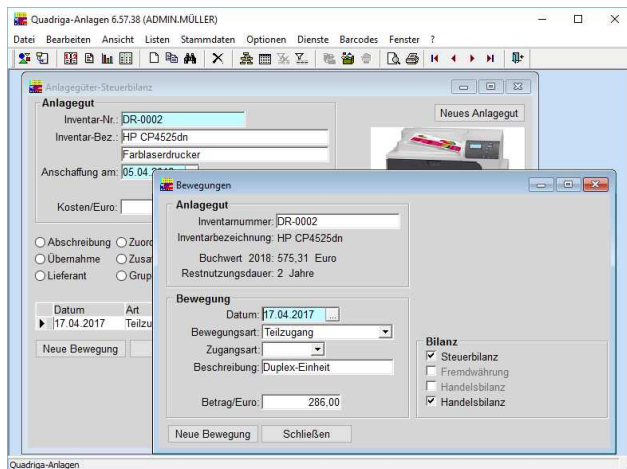 Quadriga-Anlagen 6.57.38 (ADMIN.MÜLLER)
Datei Bearbeiten Ansicht Listen Stammdaten Optionen Dienste Barcodes Fenster ?
Anlagegüter-Steuerbilanz
Anlagegut
Inventar-Nr.: DR-0002
Neues Anlagegut
Inventar-Bez.: HP CP4525dn
Farblaserdrucker
Anschaffung am: 05.04.
Kosten/Euro:
Abschreibung Zuord
Übernahme Zusa
Lieferant Grup
Datum Art
17.04.2017 Teilzu
Neue Bewegung
Bewegungen
Anlagegut
Inventarnummer: DR-0002
Inventarbezeichnung: HP CP4525dn
Buchwert 2018: 575,31 Euro
Restnutzungsdauer: 2 Jahre
Bewegung
Datum: 17.04.2017 ...
Bewegungsart: Teilzugang
Zugangsart:
Beschreibung: Duplex-Einheit
Betrag/Euro: 286,00
Bilanz
Steuerbilanz
Fremdwährung
Handelsbilanz
Handelsbilanz
Neue Bewegung Schließen
Quadriga-Anlagen